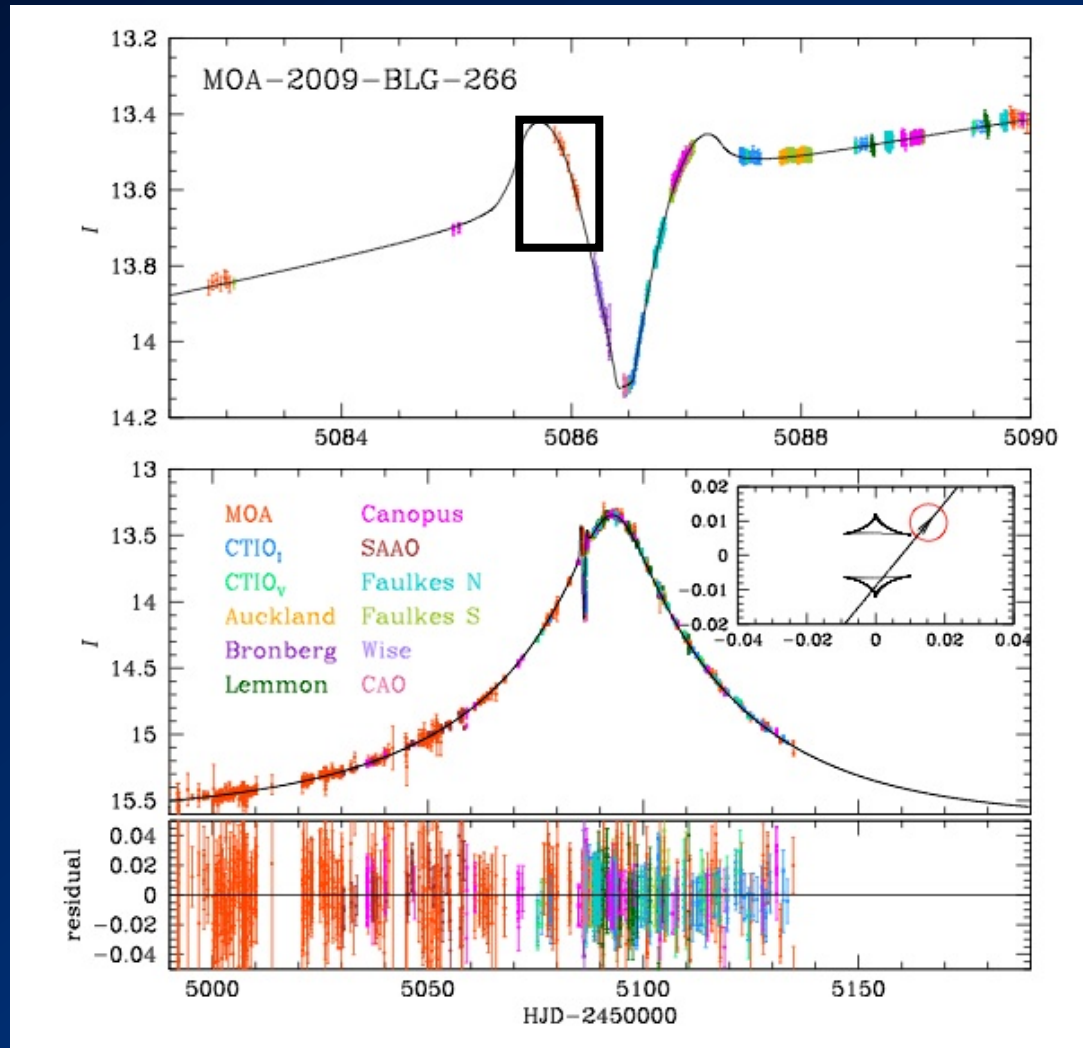 MOA-2009-BLG-266
13.2
13.4
13.6
13.8
14
14.2
I
5084 5086 5088 5090
13
13.5
14
14.5
15
15.5
I
MOA Canopus
CTIO_I SAAO
CTIO_V Faulkes N
Auckland Faulkes S
Bronberg Wise
Lemmon CAO
0.02
0.01
0
-0.01
-0.02
-0.04 -0.02 0 0.02 0.04
0.04
0.02
0
-0.02
-0.04
residual
5000 5050 5100 5150
HJD-2450000